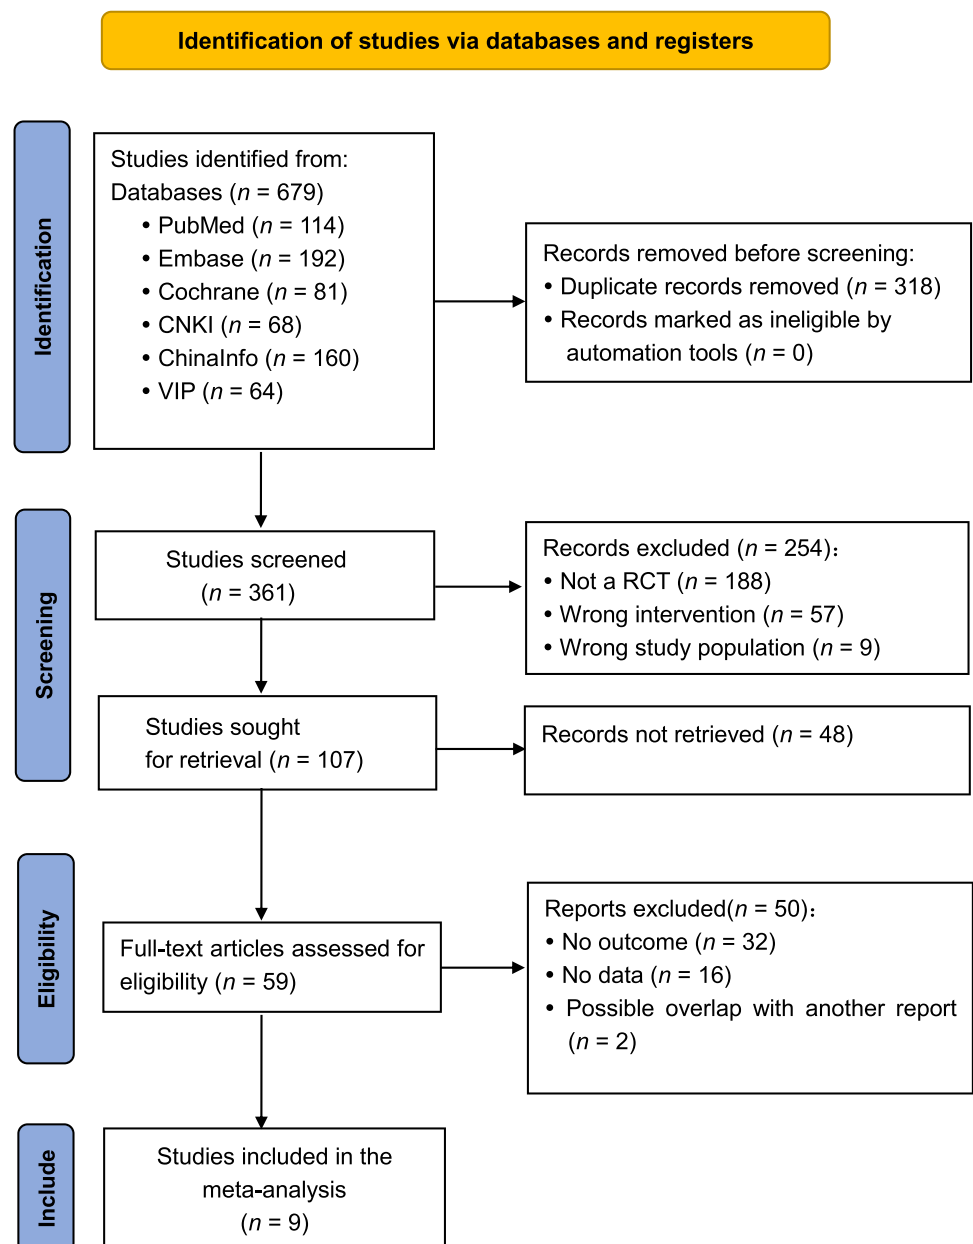 Identification of studies via databases and registers
Identification
Studies identified from:
Databases (n = 679)
• PubMed (n = 114)
• Embase (n = 192)
• Cochrane (n = 81)
• CNKI (n = 68)
• ChinaInfo (n = 160)
• VIP (n = 64)
Records removed before screening:
• Duplicate records removed (n = 318)
• Records marked as ineligible by
automation tools (n = 0)
Screening
Studies screened
(n = 361)
Records excluded (n = 254)：
• Not a RCT (n = 188)
• Wrong intervention (n = 57)
• Wrong study population (n = 9)
Studies sought
for retrieval (n = 107)
Records not retrieved (n = 48)
Eligibility
Full-text articles assessed for
eligibility (n = 59)
Reports excluded(n = 50)：
• No outcome (n = 32)
• No data (n = 16)
• Possible overlap with another report
(n = 2)
Include
Studies included in the
meta-analysis
(n = 9)